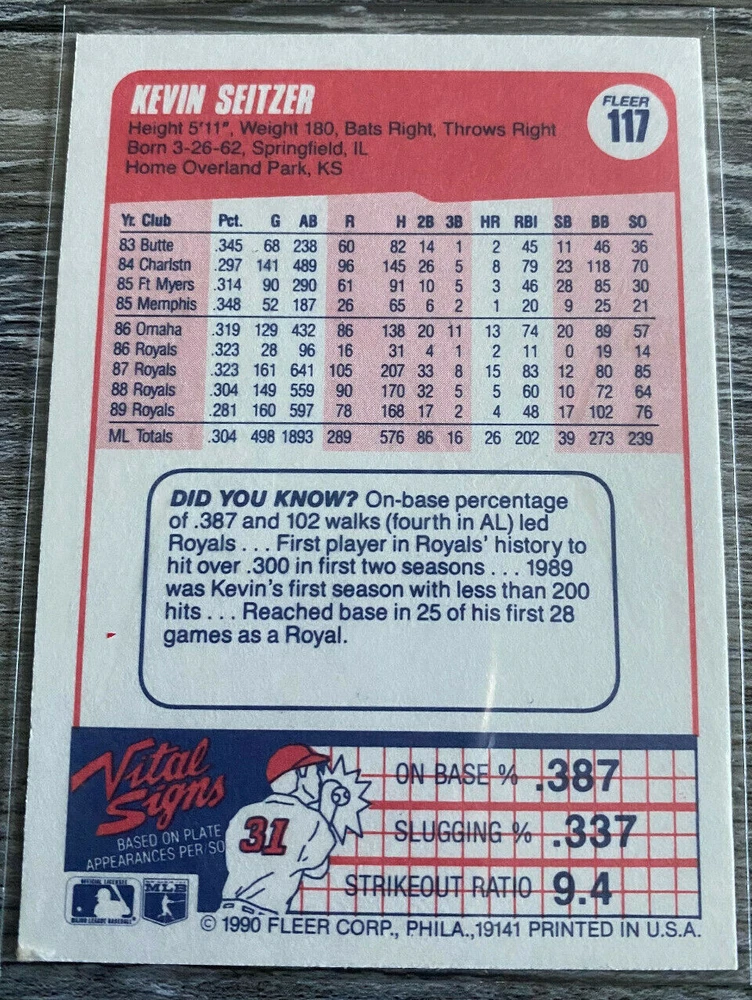 KEVIN SEITZER
FLEER
117
Height 5'11", Weight 180, Bats Right, Throws Right
Born 3-26-62, Springfield, IL
Home Overland Park, KS
Yr. Club Pct. G AB R H 2B 3B HR RBI SB BB SO
83 Butte .345 68 238 60 82 14 1 2 45 11 46 36
84 Charlstn .297 141 489 96 145 26 5 8 79 23 118 70
85 Ft Myers .314 90 290 61 91 10 5 3 46 28 85 30
85 Memphis .348 52 187 26 65 6 2 1 20 9 25 21
86 Omaha .319 129 432 86 138 20 11 13 74 20 89 57
86 Royals .323 28 96 16 31 4 1 2 11 0 19 14
87 Royals .323 161 641 105 207 33 8 15 83 12 80 85
88 Royals .304 149 559 90 170 32 5 5 60 10 72 64
89 Royals .281 160 597 78 168 17 2 4 48 17 102 76
ML Totals .304 498 1893 289 576 86 16 26 202 39 273 239
DID YOU KNOW? On-base percentage
of .387 and 102 walks (fourth in AL) led
Royals . . . First player in Royals' history to
hit over .300 in first two seasons . . . 1989
was Kevin's first season with less than 200
hits . . . Reached base in 25 of his first 28
games as a Royal.
Vital
Signs
BASED ON PLATE
APPEARANCES PER SO
31
ON BASE % .387
SLUGGING % .337
STRIKEOUT RATIO 9.4
OFFICIAL LICENSEE
MAJOR LEAGUE BASEBALL
MLB
© 1990 FLEER CORP., PHILA.,19141 PRINTED IN U.S.A.